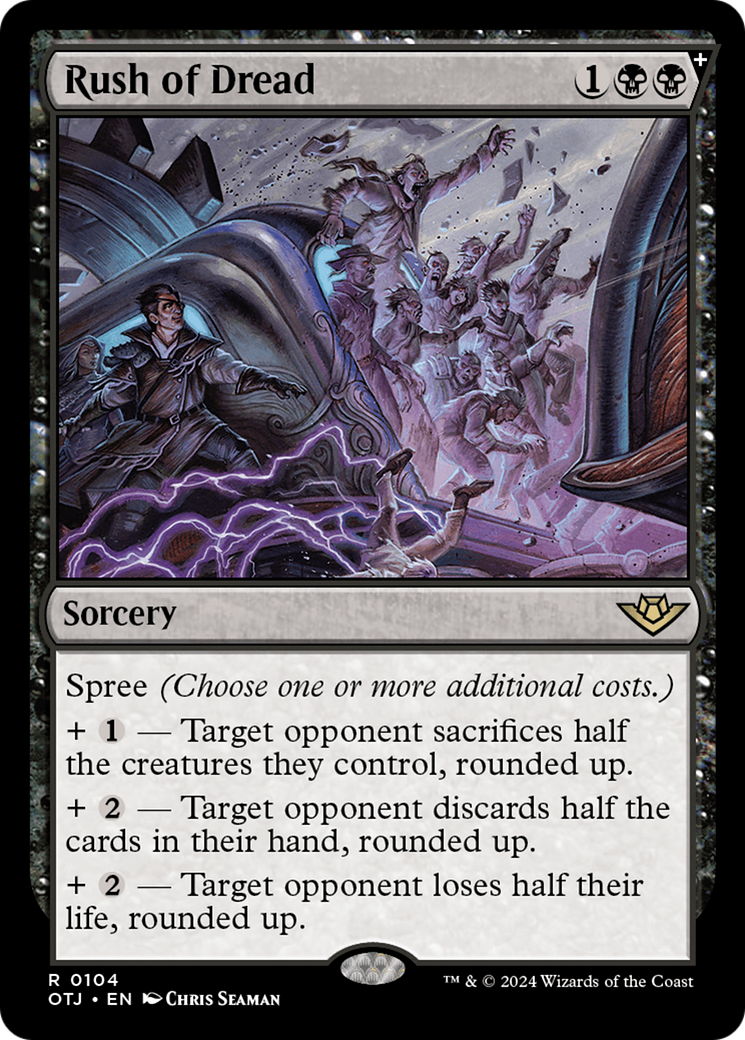 Rush of Dread 1
Sorcery
Spree (Choose one or more additional costs.)
+ 1 — Target opponent sacrifices half
the creatures they control, rounded up.
+ 2 — Target opponent discards half the
cards in their hand, rounded up.
+ 2 — Target opponent loses half their
life, rounded up.
R 0104
OTJ • EN Chris Seaman
™ & © 2024 Wizards of the Coast